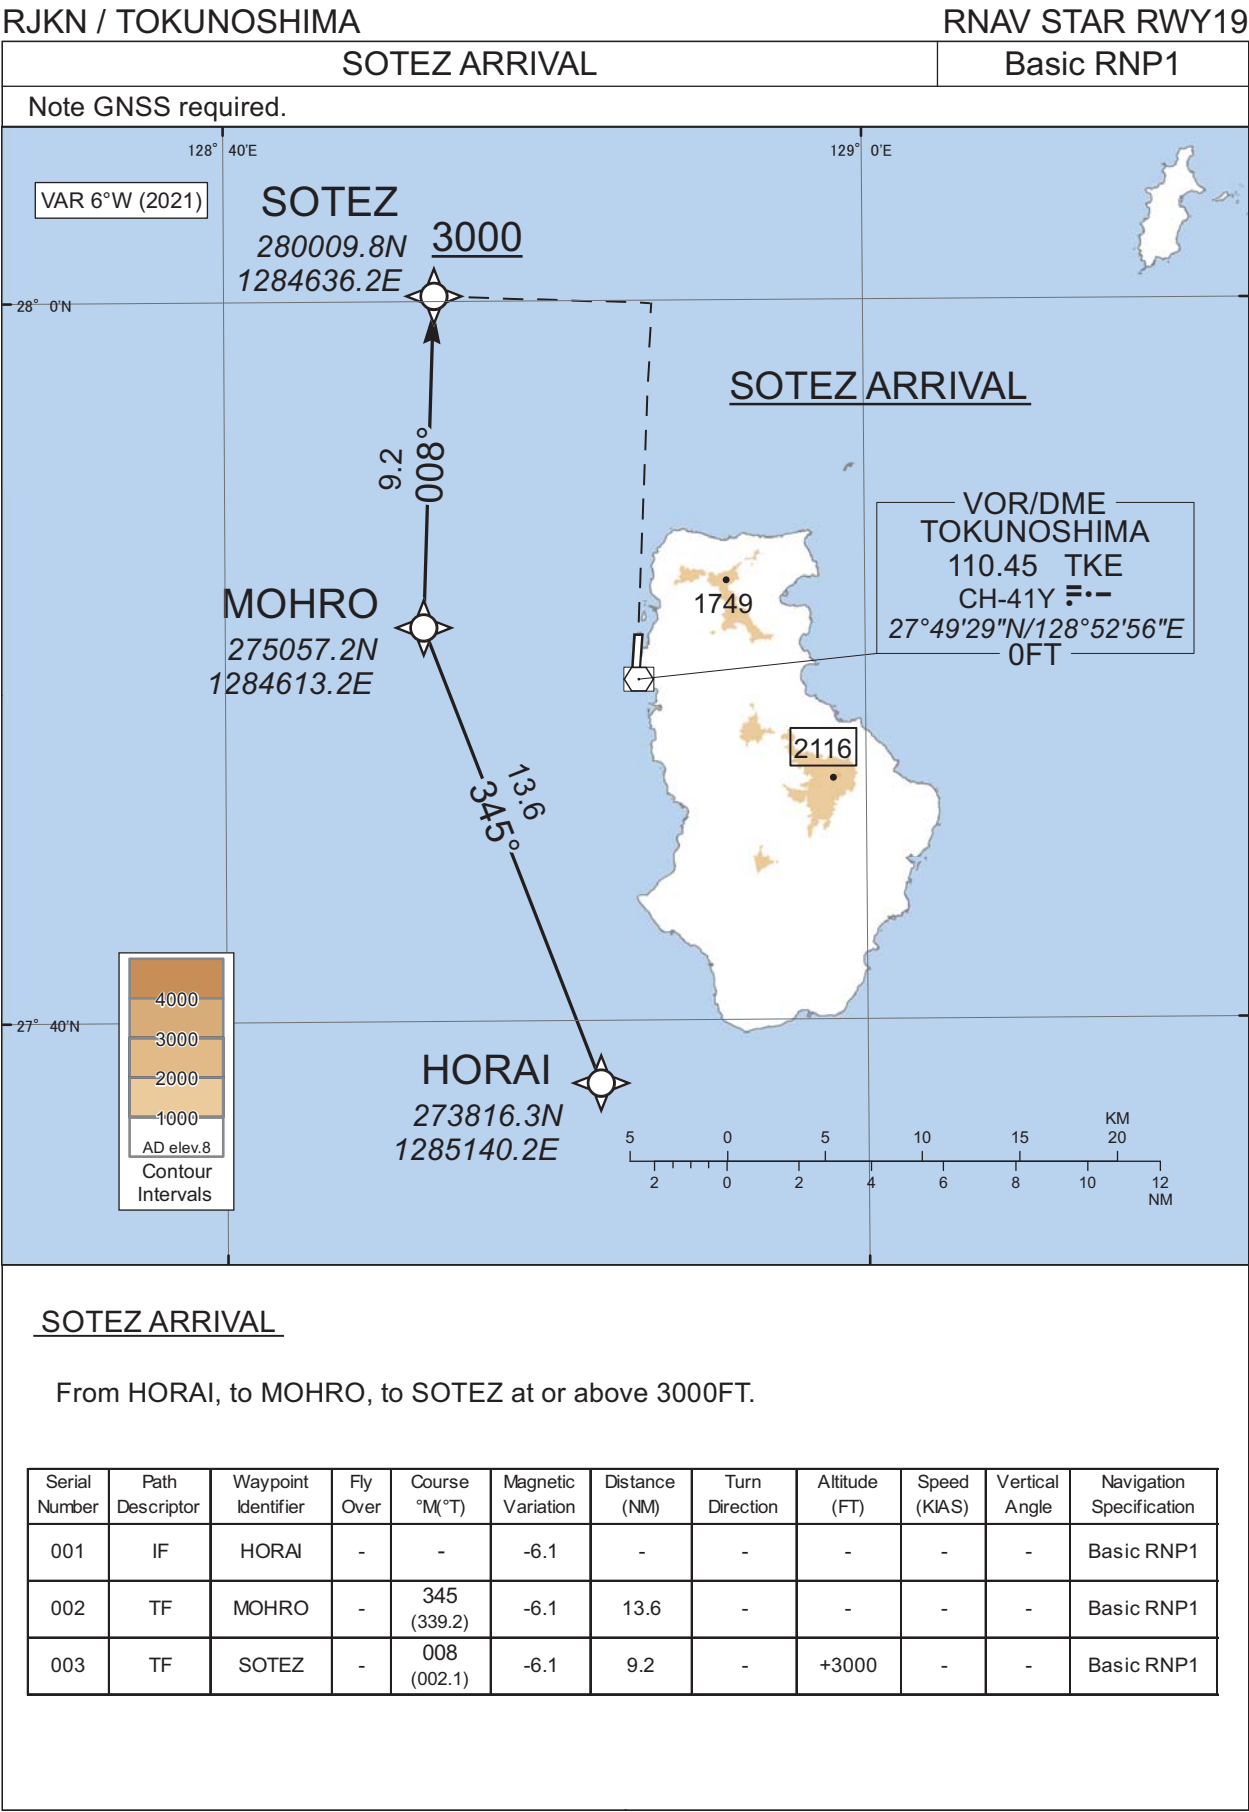 RJKN / TOKUNOSHIMA
RNAV STAR RWY19
SOTEZ ARRIVAL
Basic RNP1
Note GNSS required.
128° 40'E
129° 0'E
VAR 6°W (2021)
SOTEZ
280009.8N
1284636.2E
3000
28° 0'N
SOTEZ ARRIVAL
9.2
008°
VOR/DME
TOKUNOSHIMA
110.45 TKE
CH-41Y
27°49'29"N/128°52'56"E
0FT
1749
MOHRO
275057.2N
1284613.2E
2116
13.6
345°
27° 40'N
4000
3000
2000
1000
AD elev.8
Contour
Intervals
HORAI
273816.3N
1285140.2E
KM
5 0 5 10 15 20
2 0 2 4 6 8 10 12
NM
SOTEZ ARRIVAL
From HORAI, to MOHRO, to SOTEZ at or above 3000FT.
Serial Path Waypoint Fly Course Magnetic Distance Turn Altitude Speed Vertical Navigation
Number Descriptor Identifier Over °M(°T) Variation (NM) Direction (FT) (KIAS) Angle Specification
001 IF HORAI - - -6.1 - - - - - Basic RNP1
002 TF MOHRO - 345 (339.2) -6.1 13.6 - - - - Basic RNP1
003 TF SOTEZ - 008 (002.1) -6.1 9.2 - +3000 - - Basic RNP1